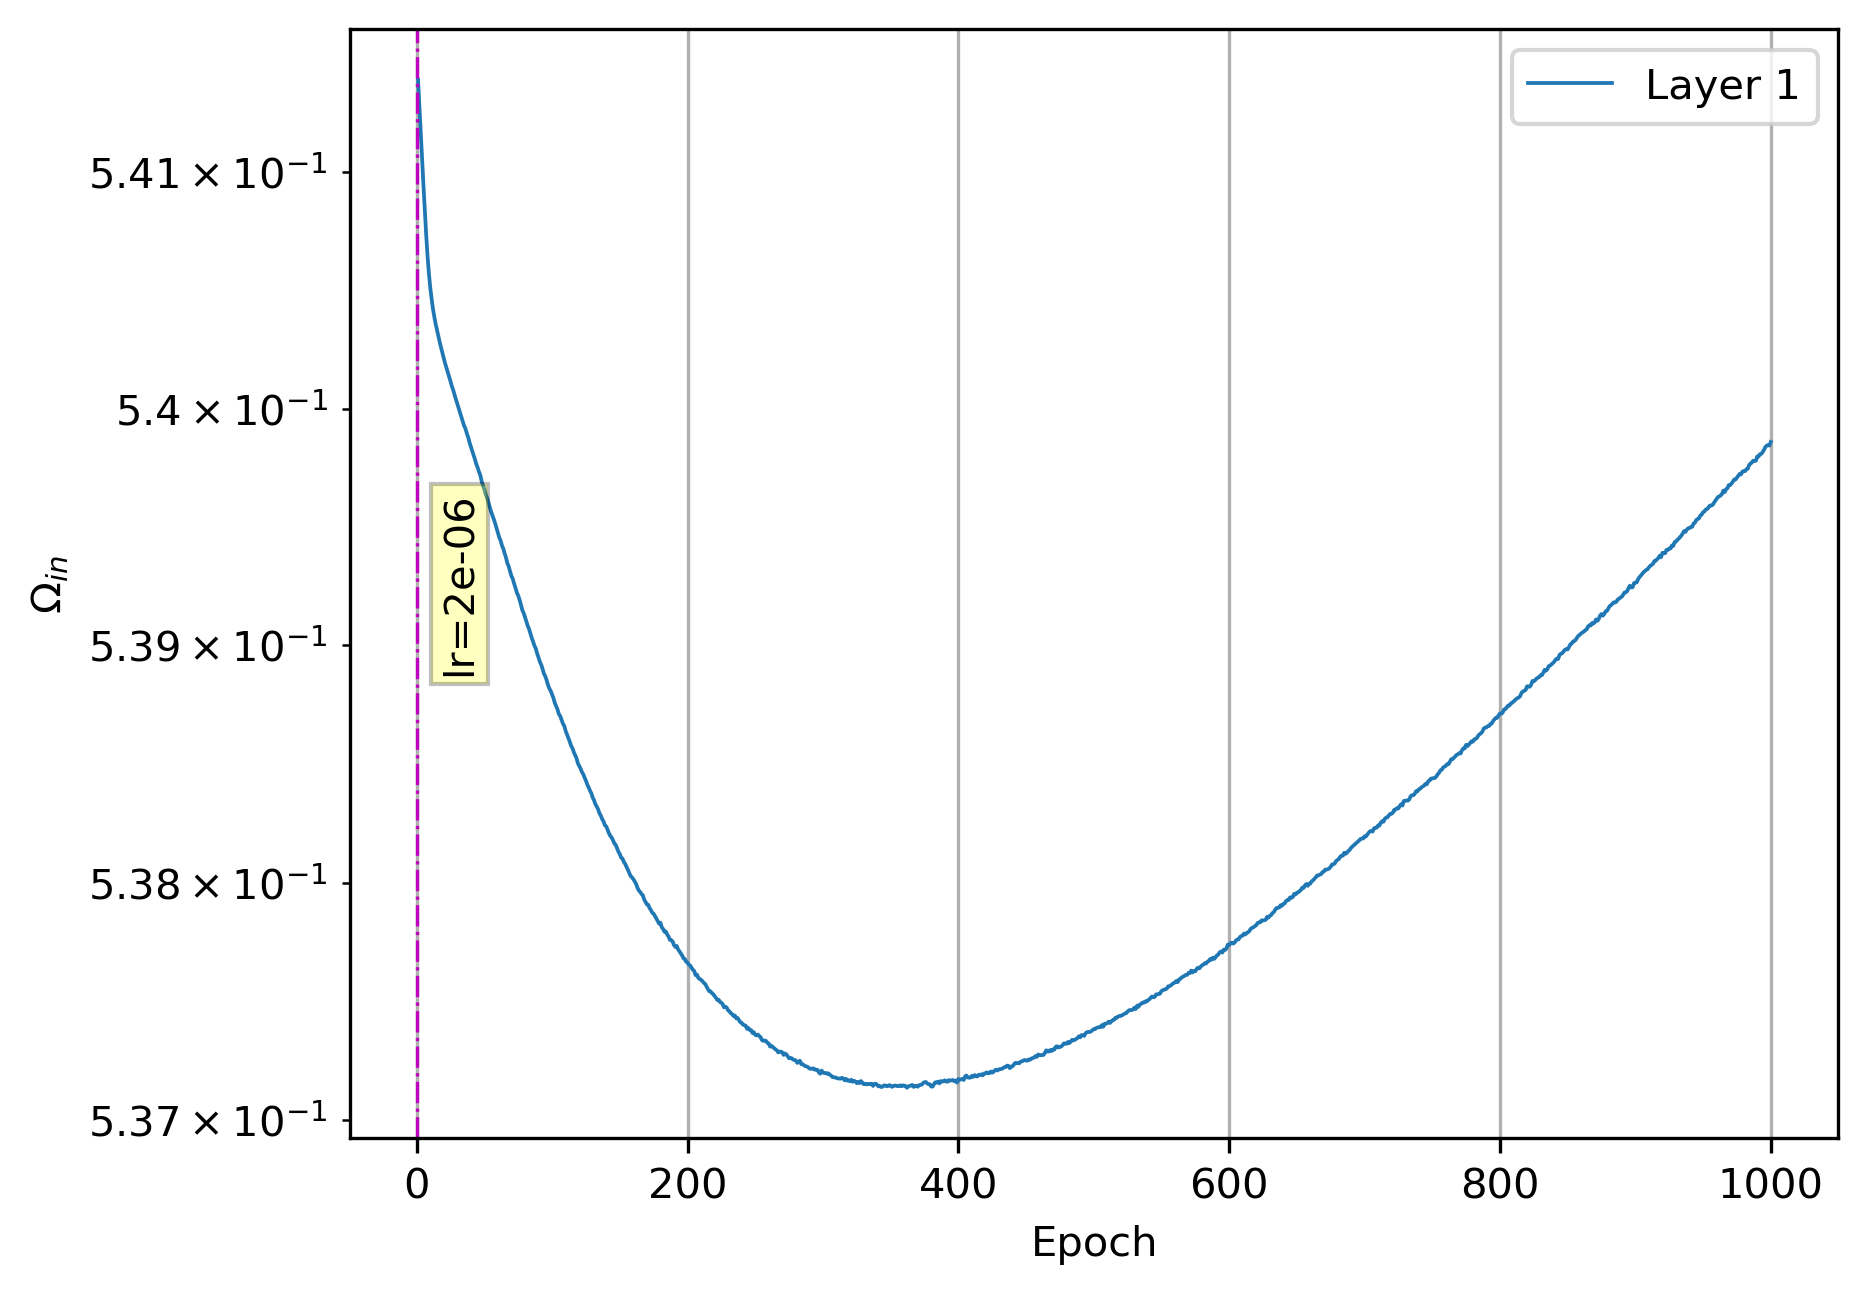 Layer 1
5.41 × 10⁻¹
5.4 × 10⁻¹
5.39 × 10⁻¹
5.38 × 10⁻¹
5.37 × 10⁻¹
Ωin
lr=2e-06
0 200 400 600 800 1000
Epoch